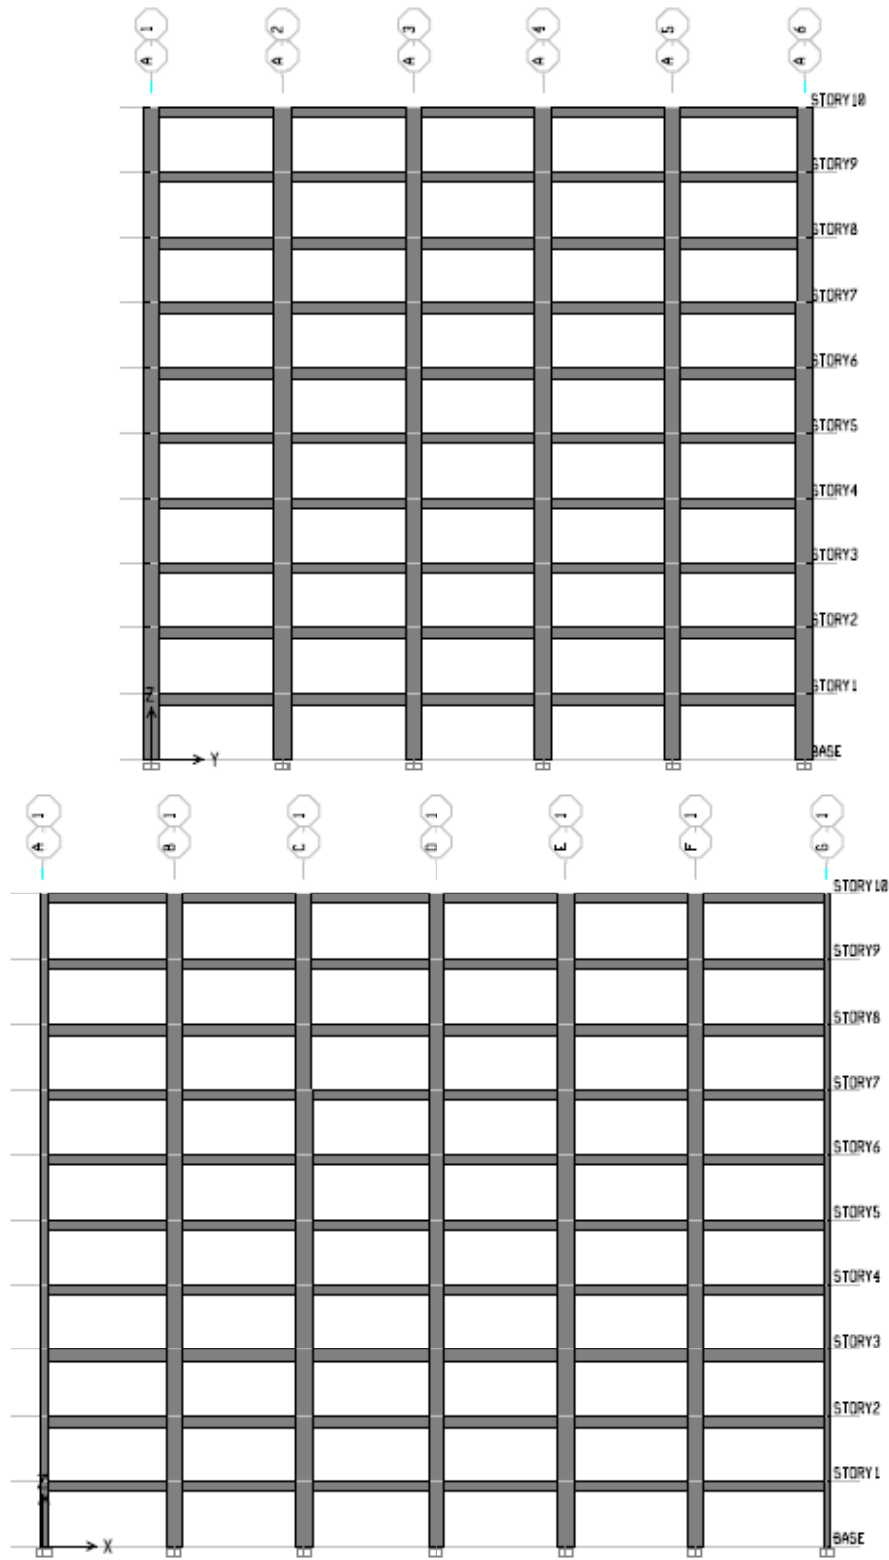 1 2 3 4 5 6
A A A A A A
STORY10
STORY9
STORY8
STORY7
STORY6
STORY5
STORY4
STORY3
STORY2
STORY1
Z
BASE
Y
1 1 1 1 1 1 1
A B C D E F G
STORY10
STORY9
STORY8
STORY7
STORY6
STORY5
STORY4
STORY3
STORY2
STORY1
BASE
X